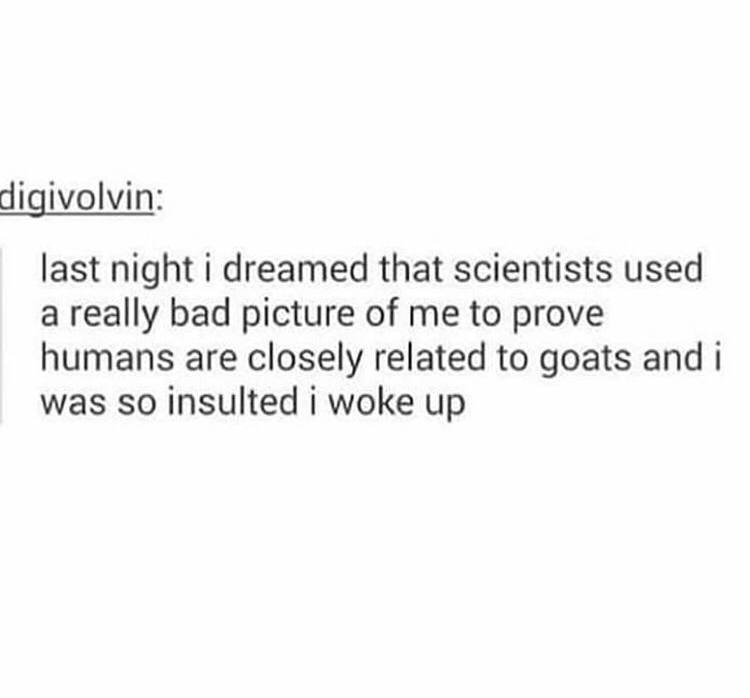 digivolvin:
last night i dreamed that scientists used
a really bad picture of me to prove
humans are closely related to goats and i
was so insulted i woke up